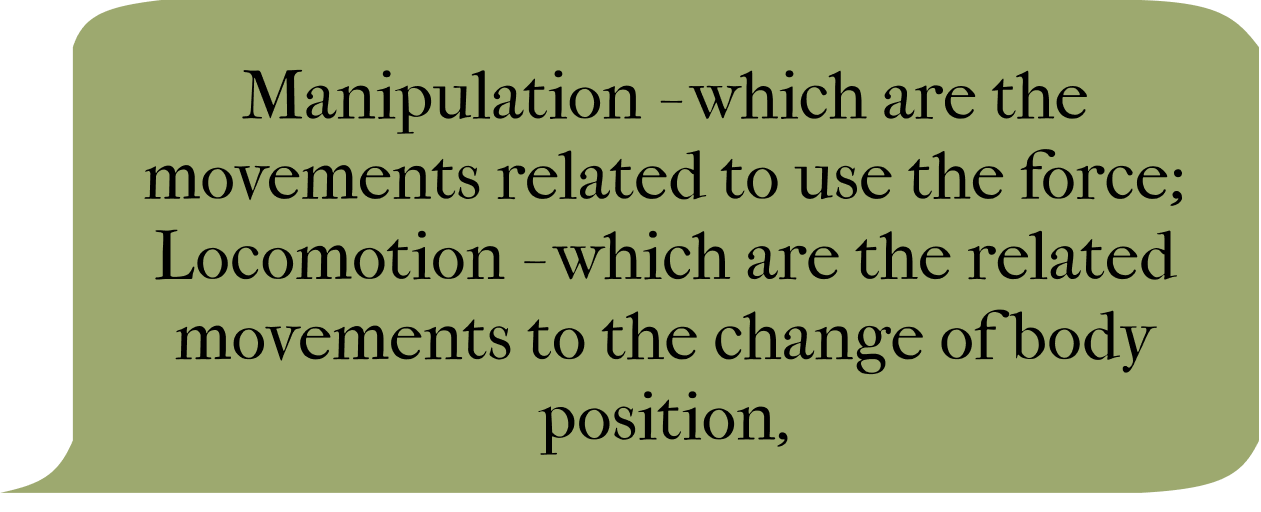 Manipulation -which are the
movements related to use the force;
Locomotion -which are the related
movements to the change of body
position,